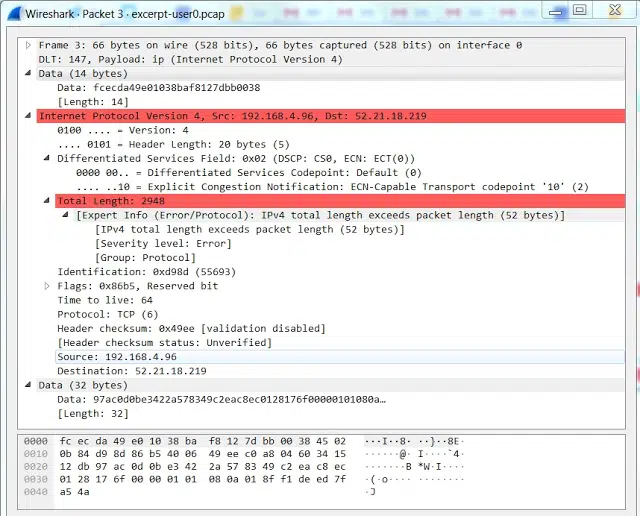 Wireshark · Packet 3 · excerpt-user0.pcap
Frame 3: 66 bytes on wire (528 bits), 66 bytes captured (528 bits) on interface 0
DLT: 147, Payload: ip (Internet Protocol Version 4)
Data (14 bytes)
Data: fcecda49e01038baf8127dbb0038
[Length: 14]
Internet Protocol Version 4, Src: 192.168.4.96, Dst: 52.21.18.219
0100 .... = Version: 4
.... 0101 = Header Length: 20 bytes (5)
Differentiated Services Field: 0x02 (DSCP: CS0, ECN: ECT(0))
0000 00.. = Differentiated Services Codepoint: Default (0)
.... ..10 = Explicit Congestion Notification: ECN-Capable Transport codepoint '10' (2)
Total Length: 2948
[Expert Info (Error/Protocol): IPv4 total length exceeds packet length (52 bytes)]
[IPv4 total length exceeds packet length (52 bytes)]
[Severity level: Error]
[Group: Protocol]
Identification: 0xd98d (55693)
Flags: 0x86b5, Reserved bit
Time to live: 64
Protocol: TCP (6)
Header checksum: 0x49ee [validation disabled]
[Header checksum status: Unverified]
Source: 192.168.4.96
Destination: 52.21.18.219
Data (32 bytes)
Data: 97ac0d0be3422a578349c2eac8ec0128176f00000101080a…
[Length: 32]
0000 fc ec da 49 e0 10 38 ba f8 12 7d bb 00 38 45 02 ···I··8· ··}··8E·
0010 0b 84 d9 8d 86 b5 40 06 49 ee c0 a8 04 60 34 15 ······@· I····`4·
0020 12 db 97 ac 0d 0b e3 42 2a 57 83 49 c2 ea c8 ec ·······B *W·I····
0030 01 28 17 6f 00 00 01 01 08 0a 01 8f f1 de ed 7f ·(·o···· ········
0040 a5 4a ·J